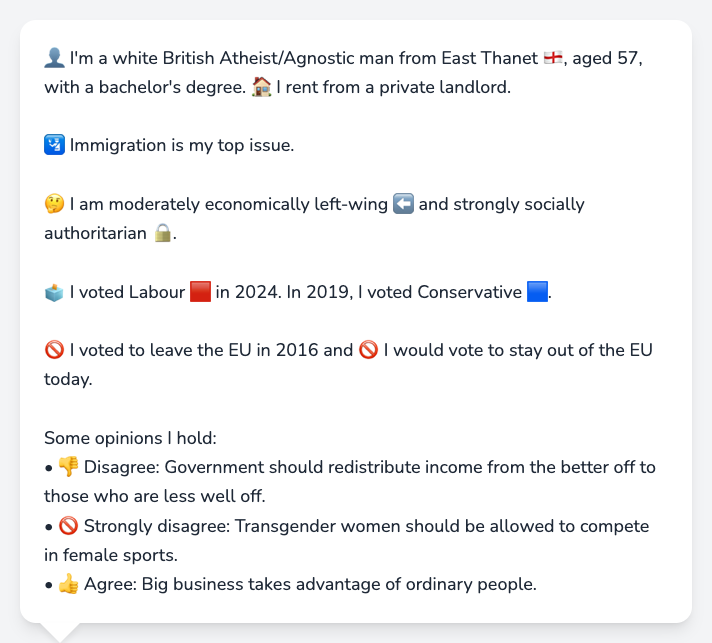 👤 I'm a white British Atheist/Agnostic man from East Thanet 🏴󠁧󠁢󠁥󠁮󠁧󠁿, aged 57,
with a bachelor's degree. 🏠 I rent from a private landlord.
🛂 Immigration is my top issue.
🤔 I am moderately economically left-wing ⬅️ and strongly socially
authoritarian 🔒.
🗳️ I voted Labour 🟥 in 2024. In 2019, I voted Conservative 🟦.
🚫 I voted to leave the EU in 2016 and 🚫 I would vote to stay out of the EU
today.
Some opinions I hold:
• 👎 Disagree: Government should redistribute income from the better off to
those who are less well off.
• 🚫 Strongly disagree: Transgender women should be allowed to compete
in female sports.
• 👍 Agree: Big business takes advantage of ordinary people.